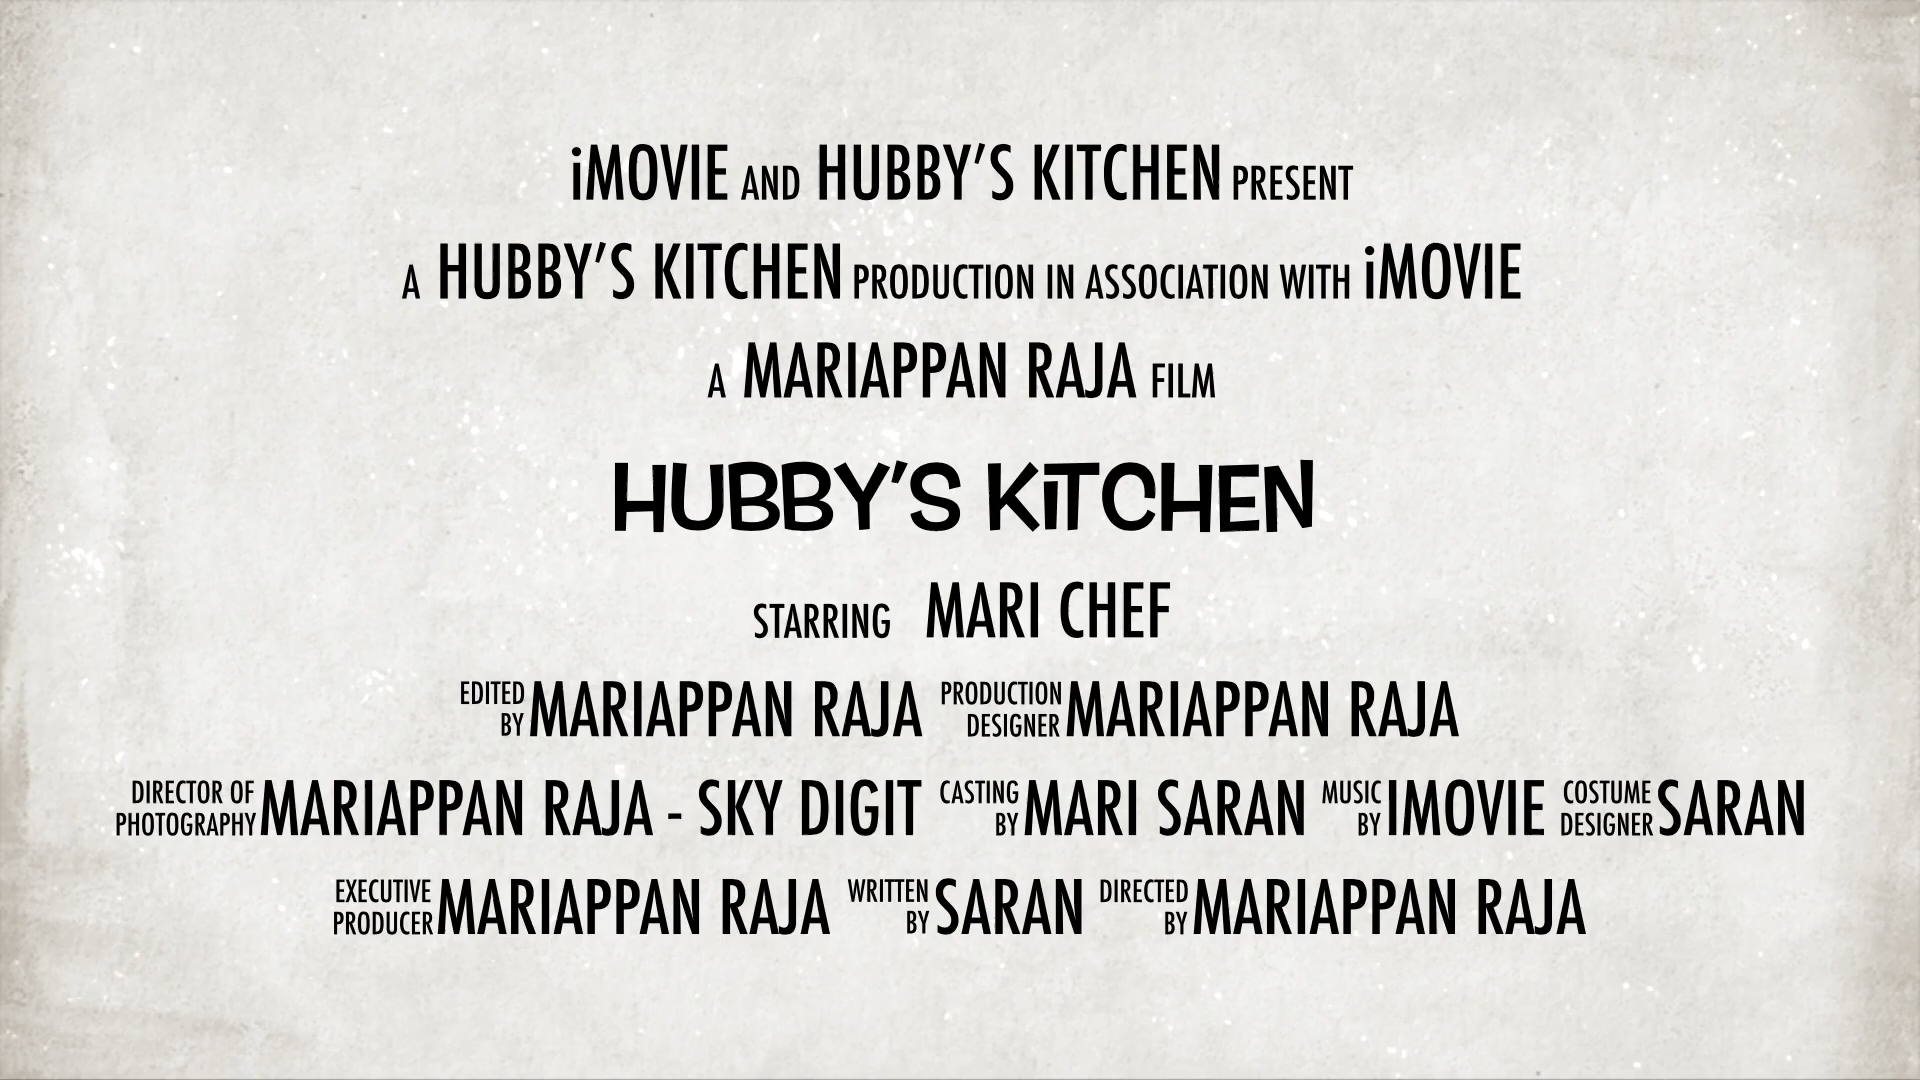 iMOVIE AND HUBBY'S KITCHEN PRESENT
A HUBBY'S KITCHEN PRODUCTION IN ASSOCIATION WITH iMOVIE
A MARIAPPAN RAJA FILM
HUBBY'S KiTCHEN
STARRING MARI CHEF
EDITED BY MARIAPPAN RAJA PRODUCTION DESIGNER MARIAPPAN RAJA
DIRECTOR OF PHOTOGRAPHY MARIAPPAN RAJA - SKY DIGIT CASTING BY MARI SARAN MUSIC BY IMOVIE COSTUME DESIGNER SARAN
EXECUTIVE PRODUCER MARIAPPAN RAJA WRITTEN BY SARAN DIRECTED BY MARIAPPAN RAJA